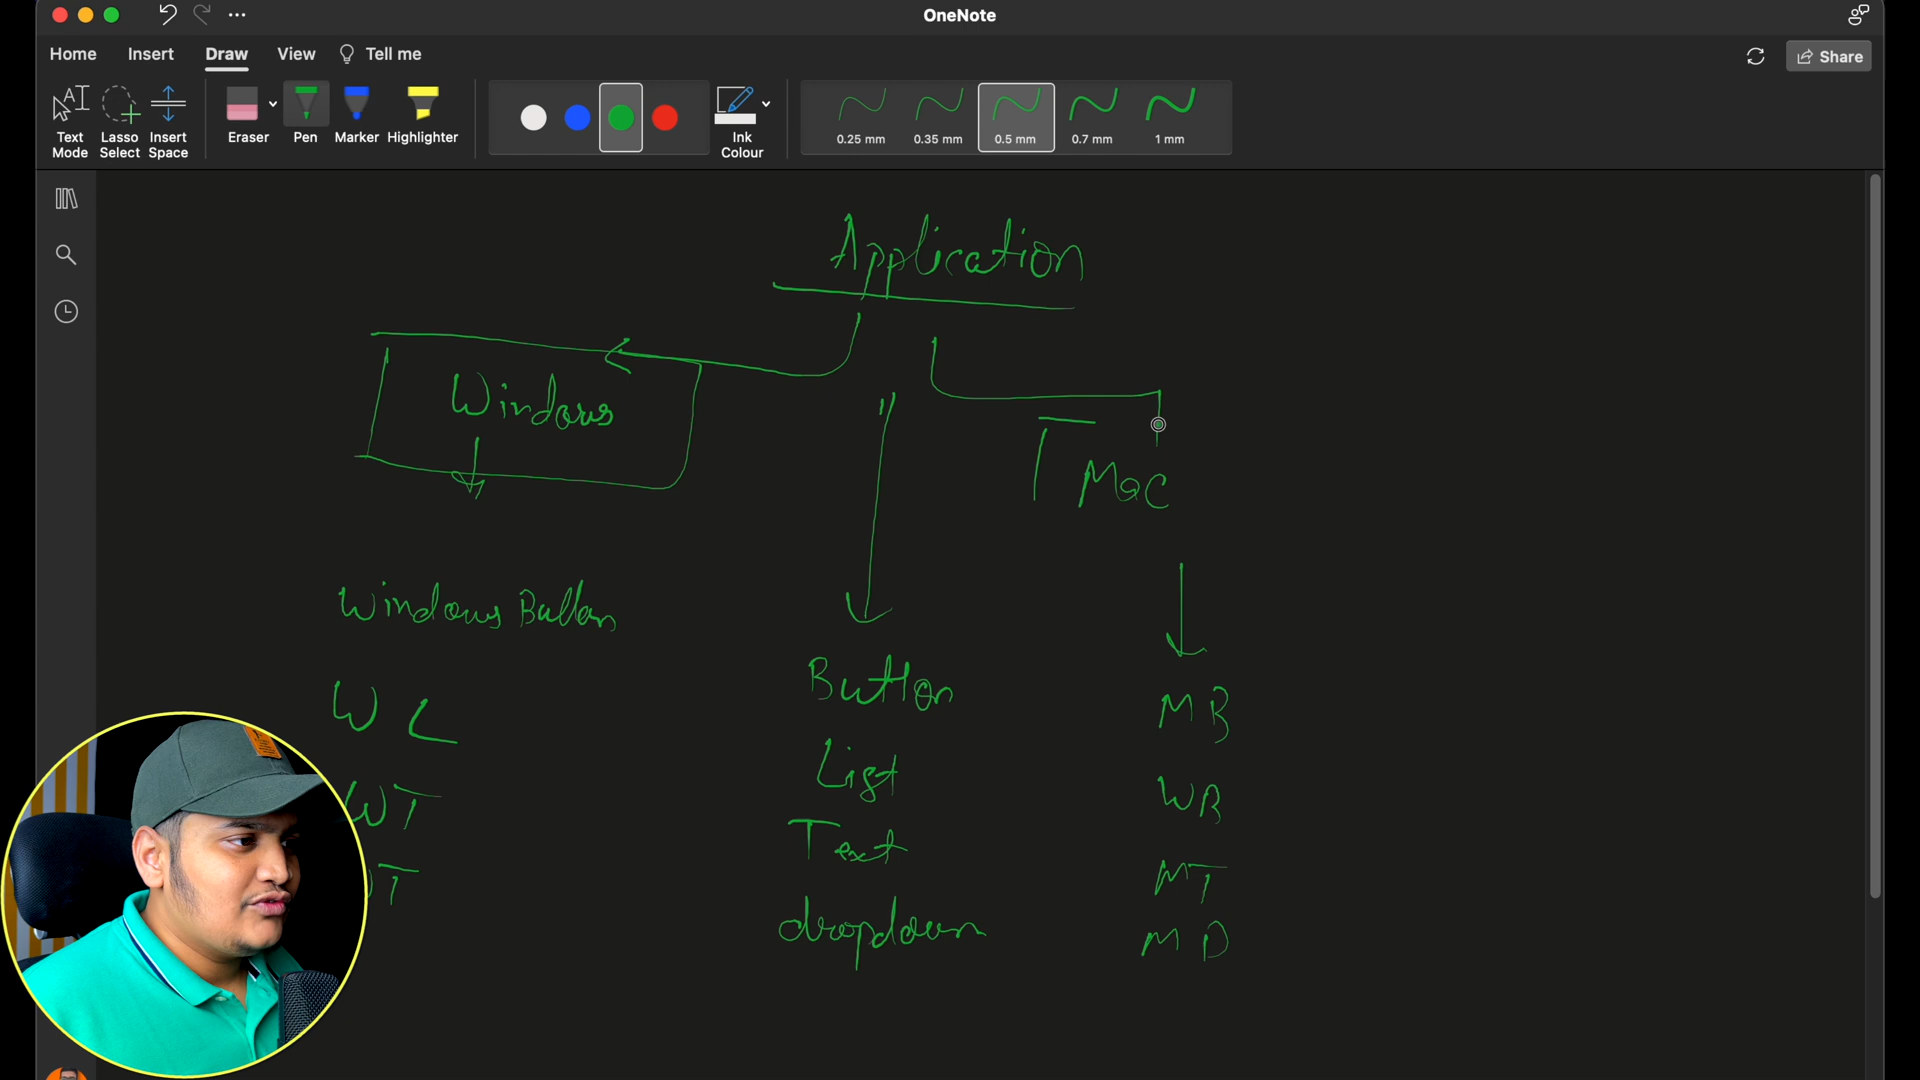 OneNote
Home Insert Draw View Tell me
Share
Text Mode
Lasso Select
Insert Space
Eraser
Pen
Marker
Highlighter
Ink Colour
0.25 mm
0.35 mm
0.5 mm
0.7 mm
1 mm
Application
Windows
Mac
Windows Button
Button
MB
W L
List
WB
WT
Text
MT
T
dropdown
MD